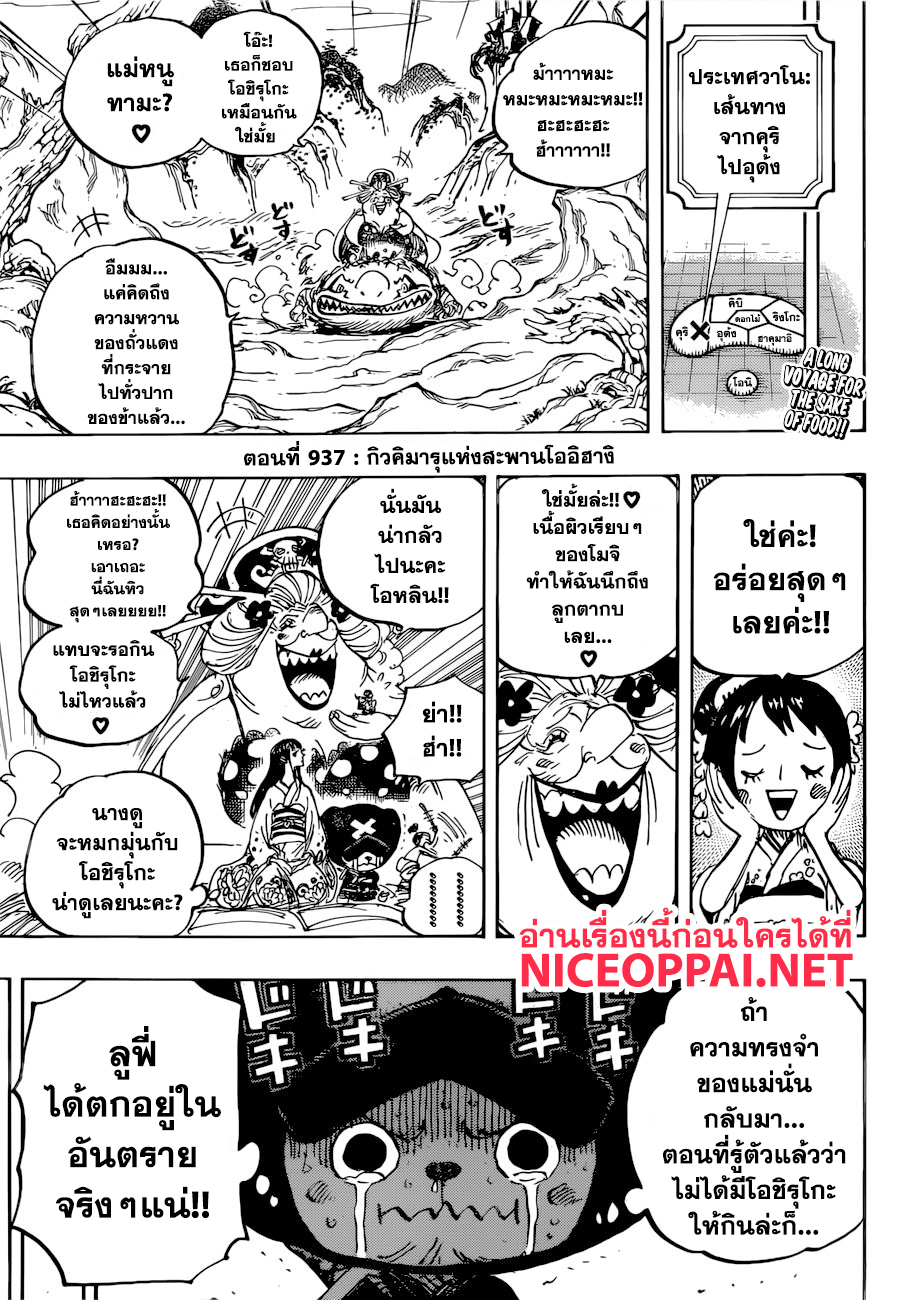 ประเทศวาโน:
เส้นทาง
จากคุริ
ไปอุด้ง
คิบิ
ดอกไม้
ริงโกะ
คุริ
อุด้ง
ฮาคุมาอิ
โอนิ
A LONG
VOYAGE FOR
THE SAKE
OF FOOD!!
ม้าาาาหมะ
หมะหมะหมะหมะ!!
ฮะฮะฮะฮะ
ฮ้าาาาาา!!
โอ๊ะ!
เธอก็ชอบ
โอชิรุโกะ
เหมือนกัน
ใช่มั้ย
แม่หนู
ทามะ?
♥
どすっ
どすっ
อืมมม...
แค่คิดถึง
ความหวาน
ของถั่วแดง
ที่กระจาย
ไปทั่วปาก
ของข้าแล้ว...
ตอนที่ 937 : กิวคิมารุแห่งสะพานโออิฮางิ
ใช่ค่ะ!
อร่อยสุดๆ
เลยค่ะ!!
ใช่มั้ยล่ะ!!♥
เนื้อผิวเรียบๆ
ของโมจิ
ทำให้ฉันนึกถึง
ลูกตากบ
เลย...
♥
นั่นมัน
น่ากลัว
ไปนะคะ
โอหลิน!!
ฮ้าาาาฮะฮะฮะ!!
เธอคิดอย่างนั้น
เหรอ?
เอาเถอะ
นี่ฉันหิว
สุดๆเลยยยย!!
แทบจะรอกิน
โอชิรุโกะ
ไม่ไหวแล้ว
♥
ย่า!!
ฮ่า!!
นางดู
จะหมกมุ่นกับ
โอชิรุโกะ
น่าดูเลยนะคะ?
อ่านเรื่องนี้ก่อนใครได้ที่
NICEOPPAI.NET
ถ้า
ความทรงจำ
ของแม่นั่น
กลับมา...
ตอนที่รู้ตัวแล้วว่า
ไม่ได้มีโอชิรุโกะ
ให้กินล่ะก็...
ドキ
ドキ
ドキ
ドキ
ลูฟี่
ได้ตกอยู่ใน
อันตราย
จริงๆแน่!!